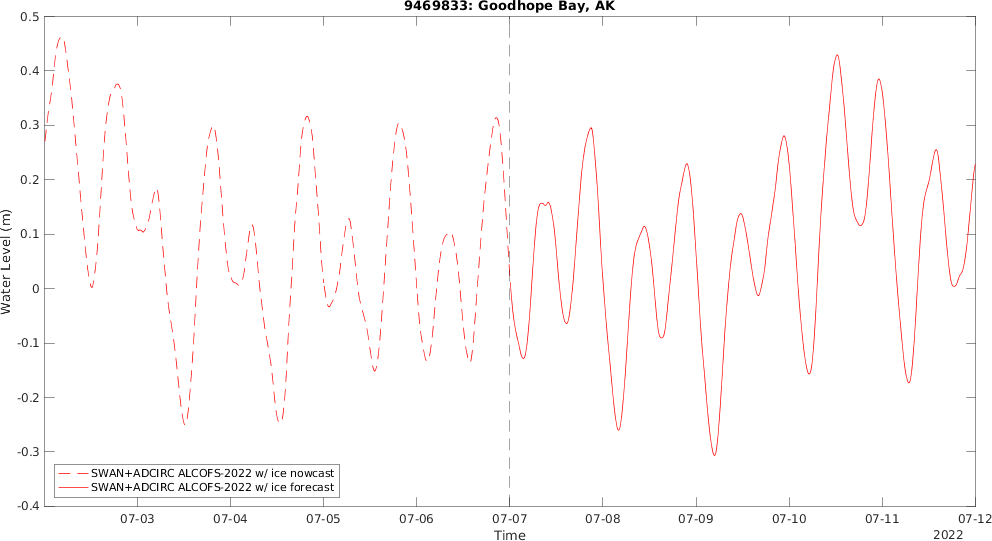 9469833: Goodhope Bay, AK
0.5
0.4
0.3
0.2
0.1
0
-0.1
-0.2
-0.3
-0.4
Water Level (m)
SWAN+ADCIRC ALCOFS-2022 w/ ice nowcast
SWAN+ADCIRC ALCOFS-2022 w/ ice forecast
07-03 07-04 07-05 07-06 07-07 07-08 07-09 07-10 07-11 07-12
Time
2022